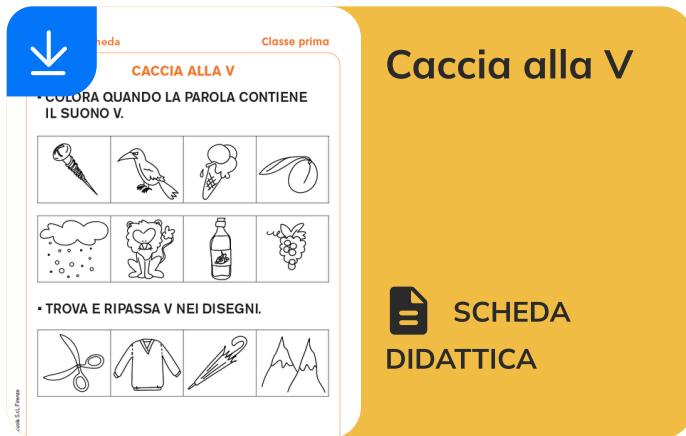 Classe prima
CACCIA ALLA V
▪ COLORA QUANDO LA PAROLA CONTIENE
IL SUONO V.
▪ TROVA E RIPASSA V NEI DISEGNI.
Caccia alla V
SCHEDA
DIDATTICA